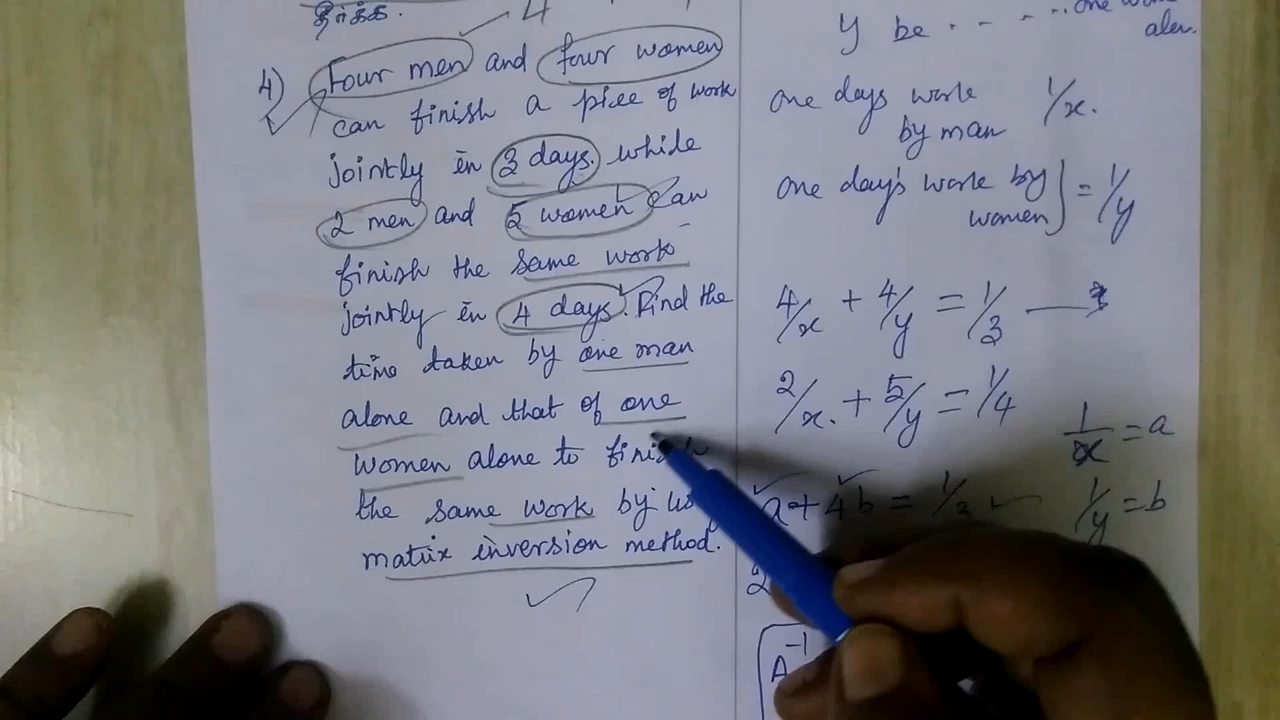 தீர்க்க.
4
4) Four men and four women
can finish a piece of work
jointly in 3 days. while
2 men and 5 women can
finish the same work
jointly in 4 days. Find the
time taken by one man
alone and that of one
women alone to finish
the same work by
matrix inversion method.
y be - - - ..one
one days work 1/x.
by man
one day's work by
women } = 1/y
4/x + 4/y = 1/3
2/x. + 5/y = 1/4
1/x = a
a + 4b = 1/3
1/y = b
2
A⁻¹